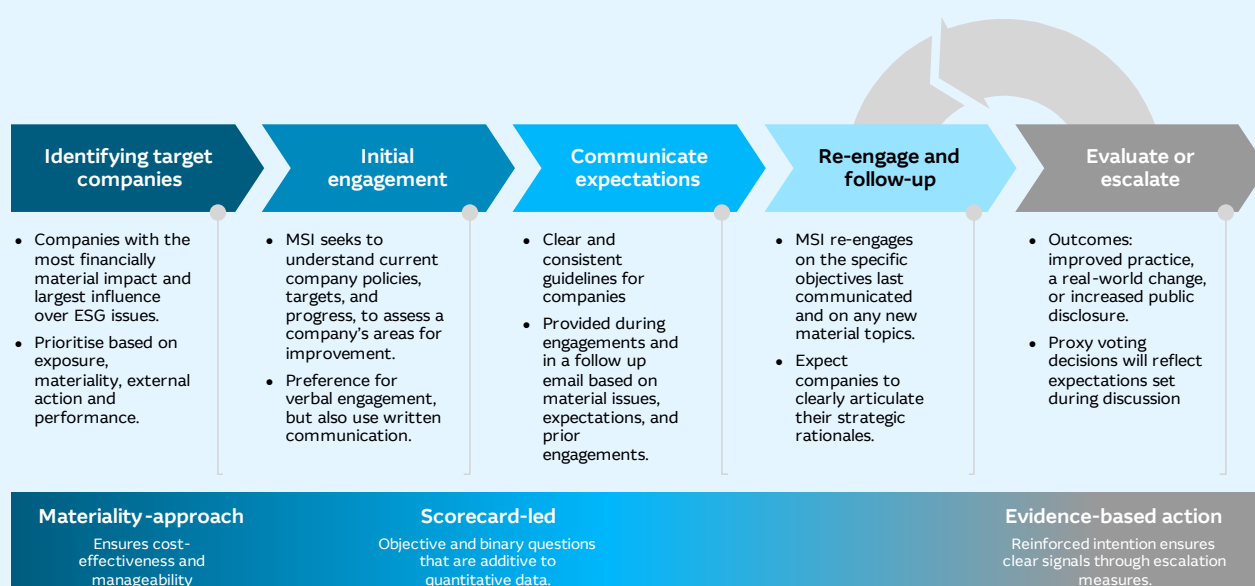 Identifying target
companies
Initial
engagement
Communicate
expectations
Re-engage and
follow-up
Evaluate or
escalate
• Companies with the
most financially
material impact and
largest influence
over ESG issues.
• Prioritise based on
exposure,
materiality, external
action and
performance.
• MSI seeks to
understand current
company policies,
targets, and
progress, to assess a
company's areas for
improvement.
• Preference for
verbal engagement,
but also use written
communication.
• Clear and
consistent
guidelines for
companies
• Provided during
engagements and
in a follow up
email based on
material issues,
expectations, and
prior
engagements.
• MSI re-engages
on the specific
objectives last
communicated
and on any new
material topics.
• Expect
companies to
clearly articulate
their strategic
rationales.
• Outcomes:
improved practice,
a real-world change,
or increased public
disclosure.
• Proxy voting
decisions will reflect
expectations set
during discussion
Materiality-approach
Ensures cost-
effectiveness and
manageability
Scorecard-led
Objective and binary questions
that are additive to
quantitative data.
Evidence-based action
Reinforced intention ensures
clear signals through escalation
measures.